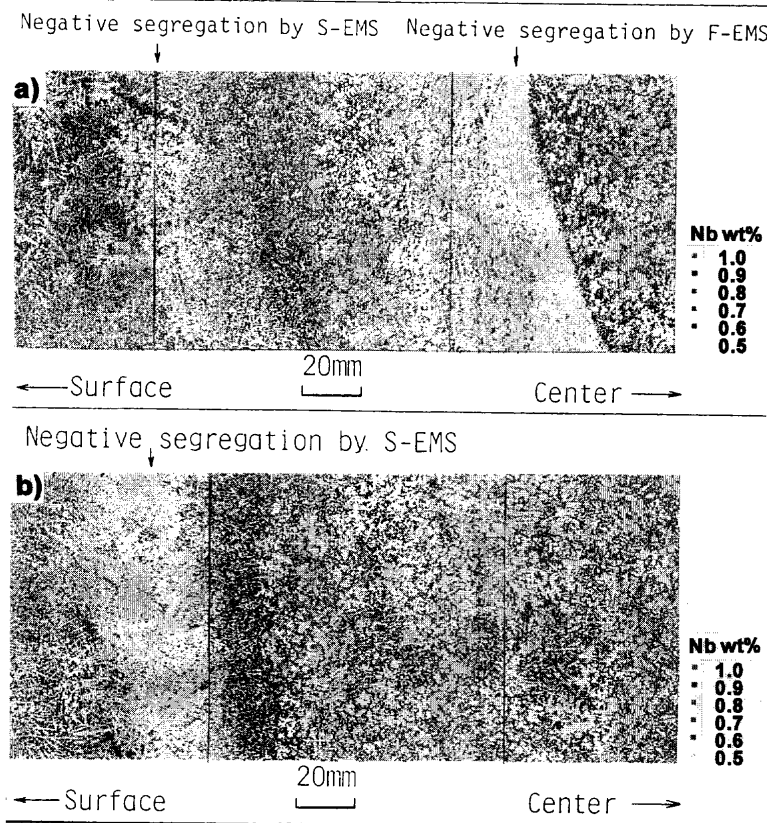 Negative segregation by S-EMS Negative segregation by F-EMS
a)
Nb wt%
1.0
0.9
0.8
0.7
0.6
0.5
20mm
← Surface Center →
Negative segregation by S-EMS
b)
Nb wt%
1.0
0.9
0.8
0.7
0.6
0.5
20mm
← Surface Center →